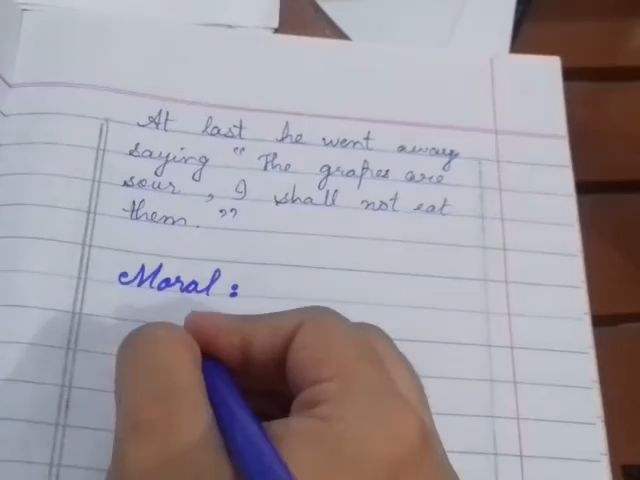 At last he went away
saying " The grapes are
sour, I shall not eat
them. "
Moral :